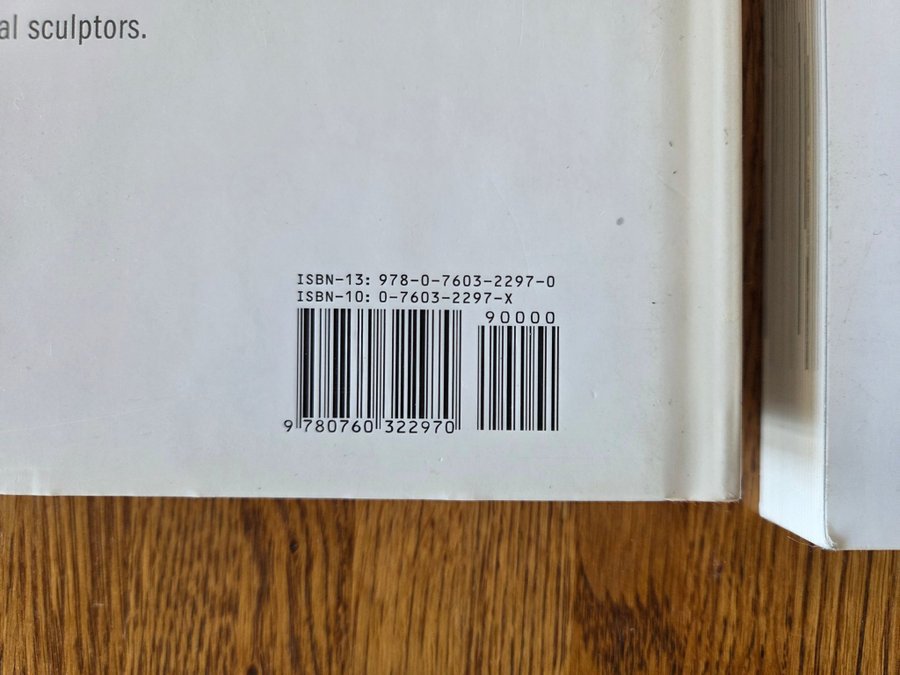 al sculptors.
ISBN-13: 978-0-7603-2297-0
ISBN-10: 0-7603-2297-X
90000
9 780760 322970